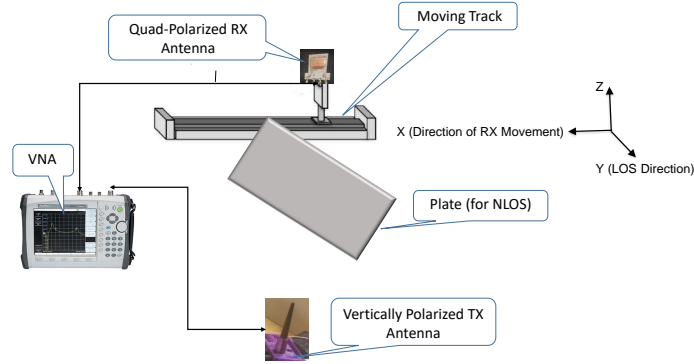 Quad-Polarized RX
Antenna
Moving Track
Z
X (Direction of RX Movement)
Y (LOS Direction)
VNA
Plate (for NLOS)
Vertically Polarized TX
Antenna